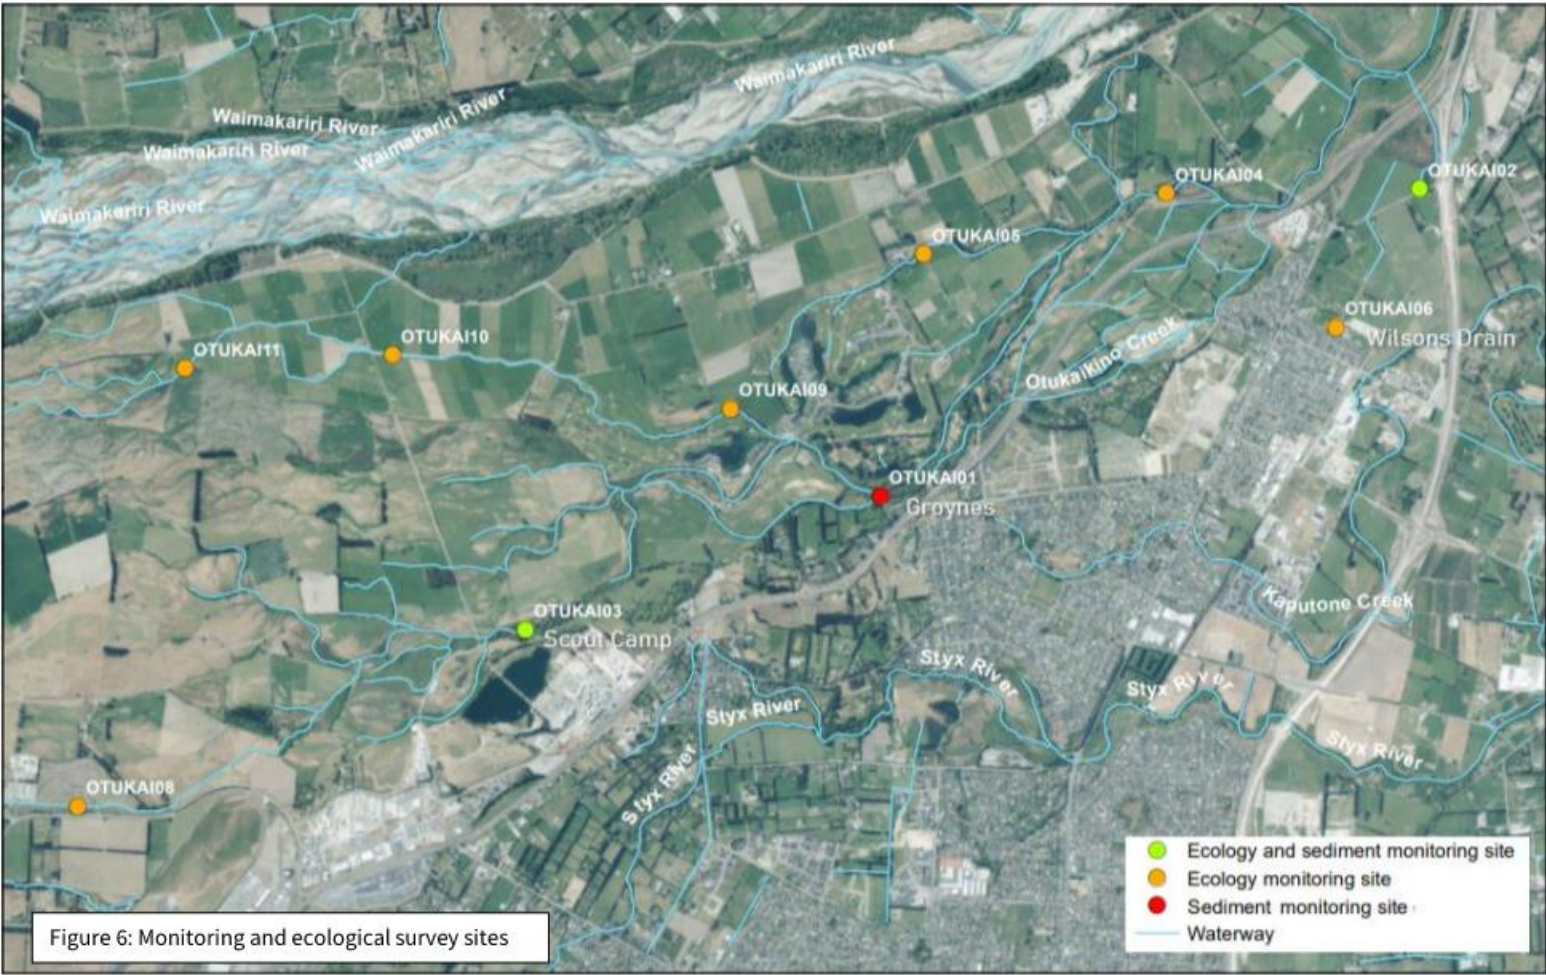 Waimakariri River
Waimakariri River
Waimakariri River
Waimakariri River
Waimakariri River
OTUKAI02
OTUKAI04
OTUKAI05
OTUKAI06
Wilsons Drain
OTUKAI11
OTUKAI10
Otukaikino Creek
OTUKAI09
OTUKAI01
Groynes
Kaputone Creek
OTUKAI03
Scout Camp
Styx River
Styx River
Styx River
Styx River
Styx River
OTUKAI08
Ecology and sediment monitoring site
Ecology monitoring site
Sediment monitoring site
Waterway
Figure 6: Monitoring and ecological survey sites